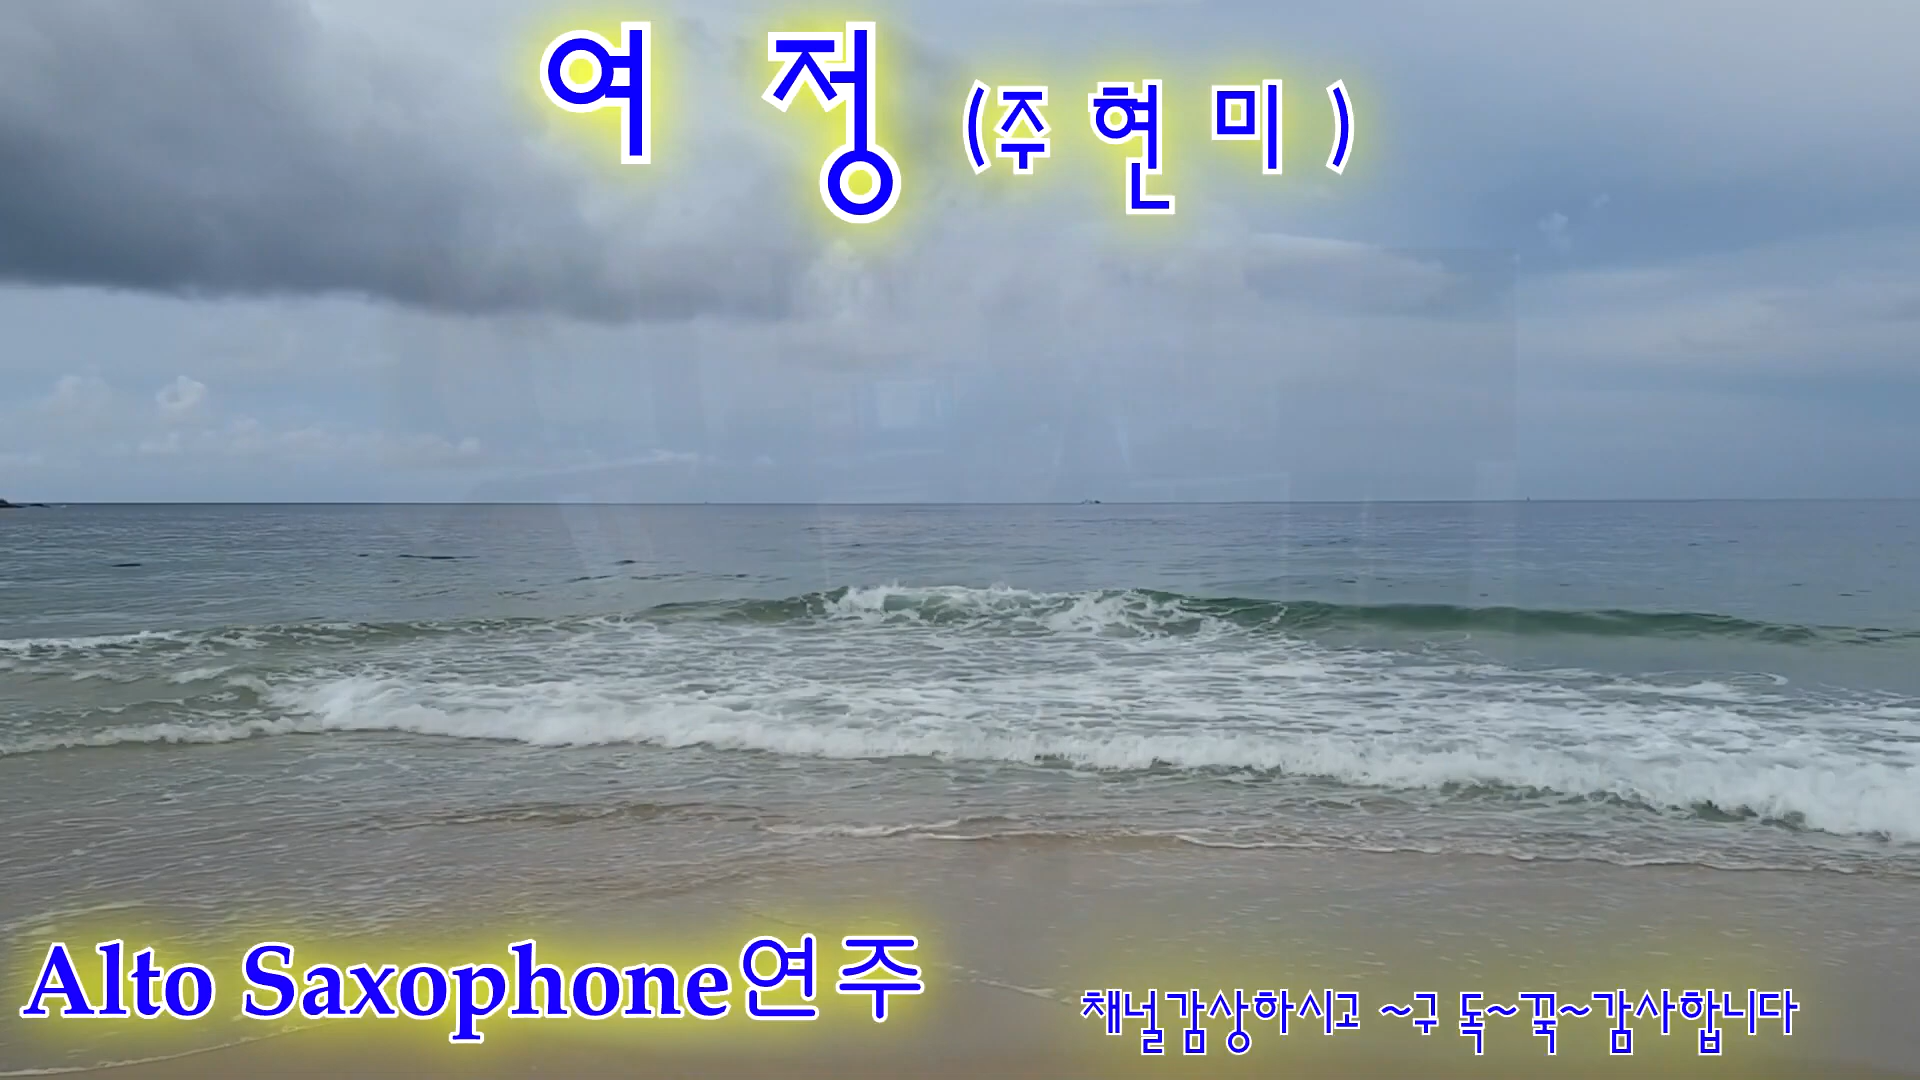 여 정 (주 현 미 )
Alto Saxophone연주
채널감상하시고 ~구 독~꾹~감사합니다